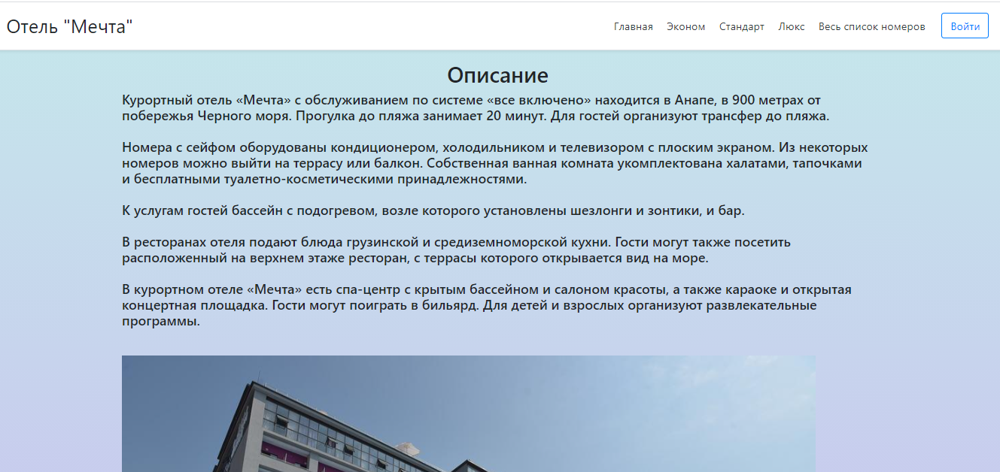 Отель "Мечта"
Главная Эконом Стандарт Люкс Весь список номеров Войти
Описание
Курортный отель «Мечта» с обслуживанием по системе «все включено» находится в Анапе, в 900 метрах от
побережья Черного моря. Прогулка до пляжа занимает 20 минут. Для гостей организуют трансфер до пляжа.
Номера с сейфом оборудованы кондиционером, холодильником и телевизором с плоским экраном. Из некоторых
номеров можно выйти на террасу или балкон. Собственная ванная комната укомплектована халатами, тапочками
и бесплатными туалетно-косметическими принадлежностями.
К услугам гостей бассейн с подогревом, возле которого установлены шезлонги и зонтики, и бар.
В ресторанах отеля подают блюда грузинской и средиземноморской кухни. Гости могут также посетить
расположенный на верхнем этаже ресторан, с террасы которого открывается вид на море.
В курортном отеле «Мечта» есть спа-центр с крытым бассейном и салоном красоты, а также караоке и открытая
концертная площадка. Гости могут поиграть в бильярд. Для детей и взрослых организуют развлекательные
программы.